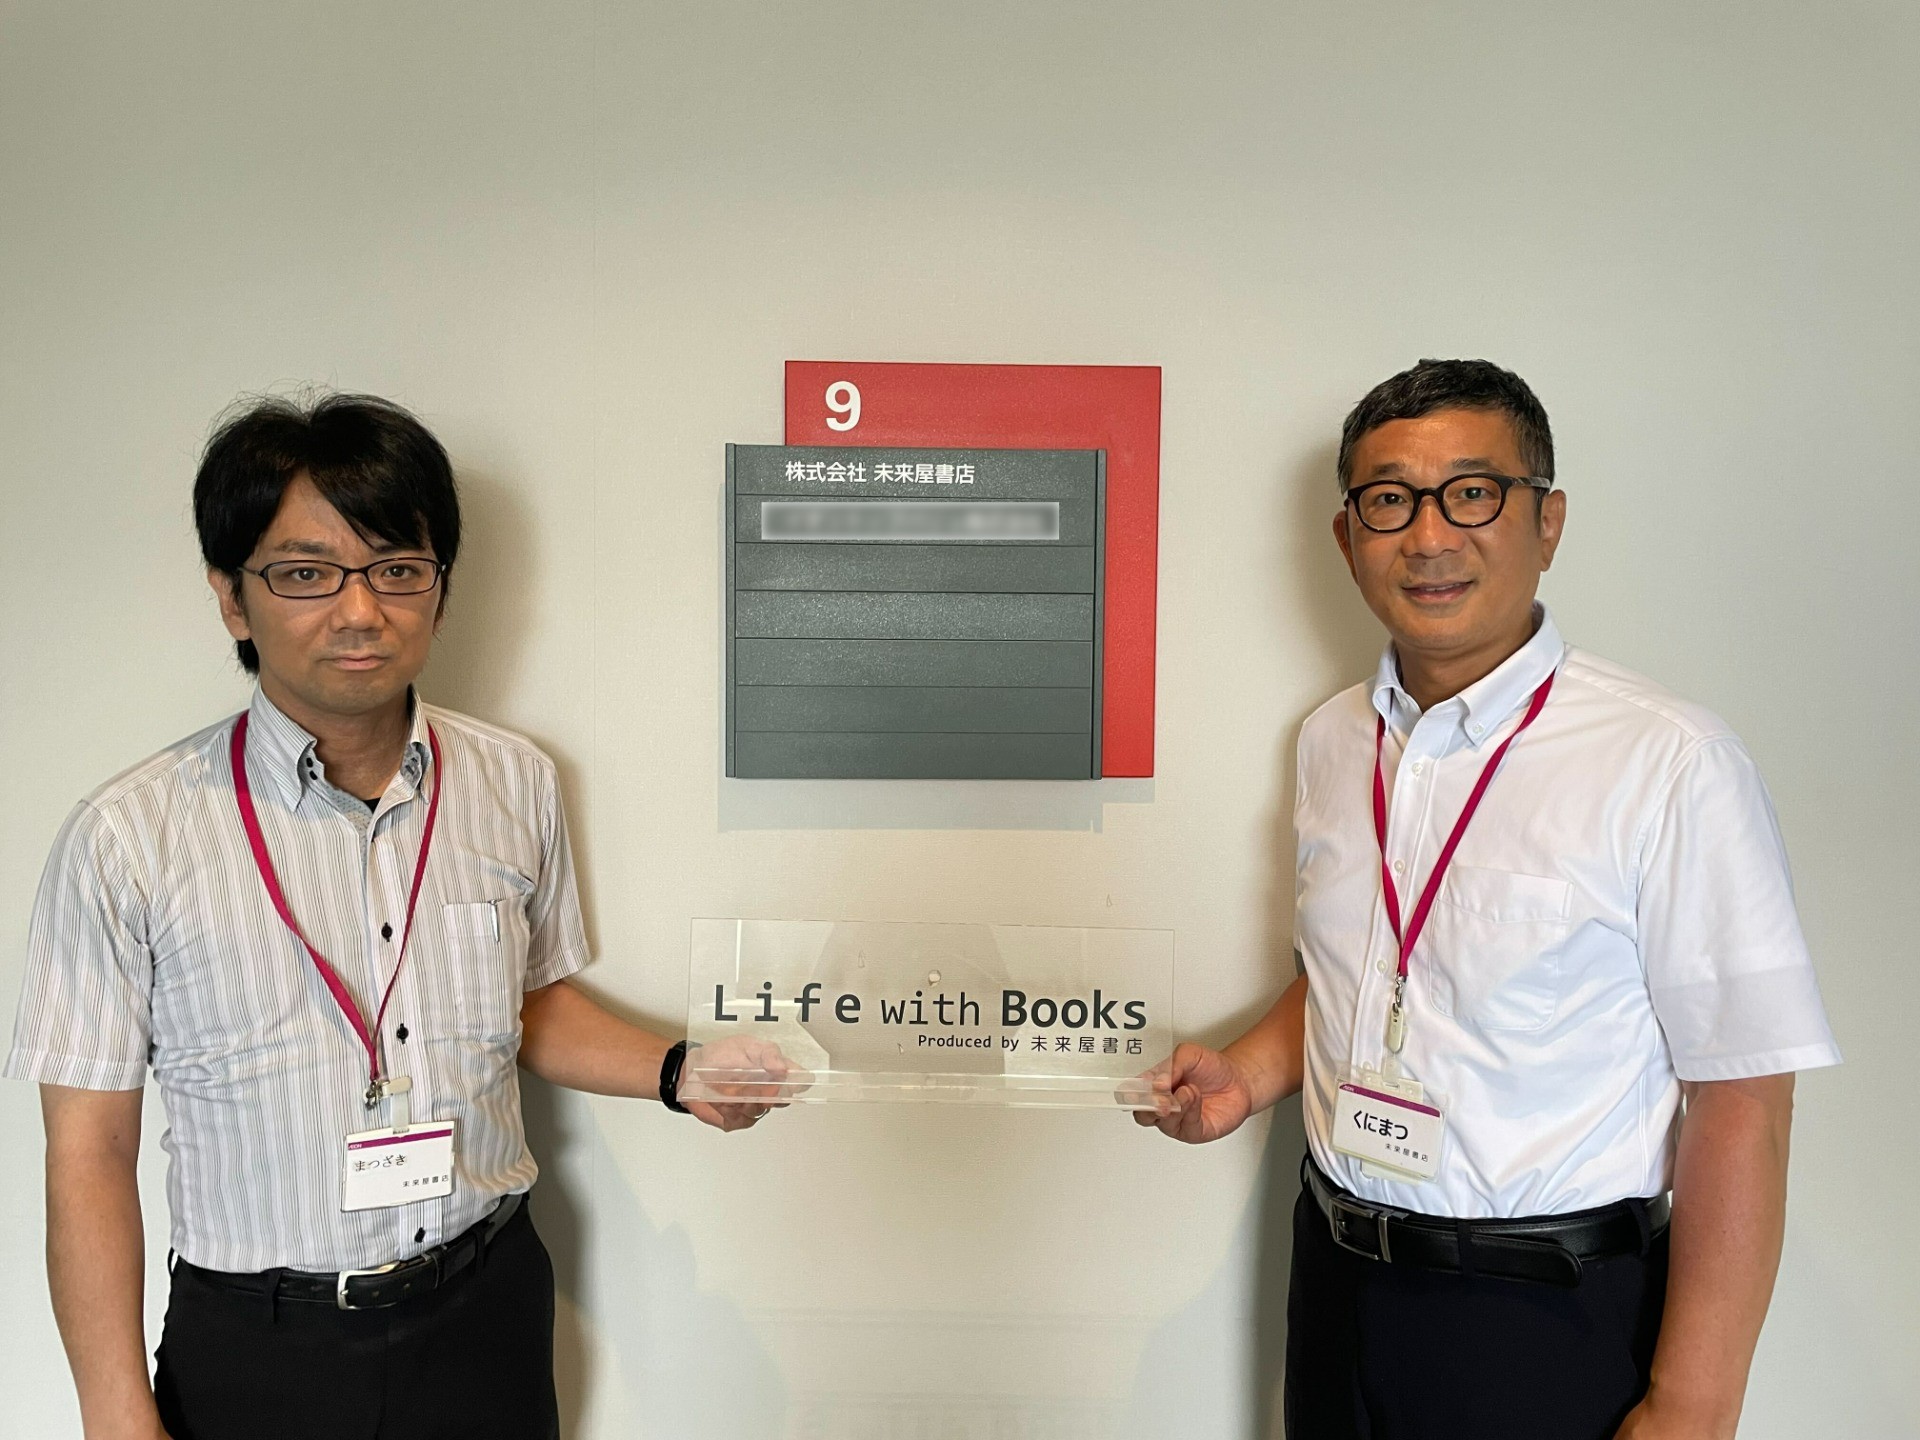 9
株式会社 未来屋書店
Life with Books
Produced by 未来屋書店
まつざき
未来屋書店
くにまつ
未来屋書店